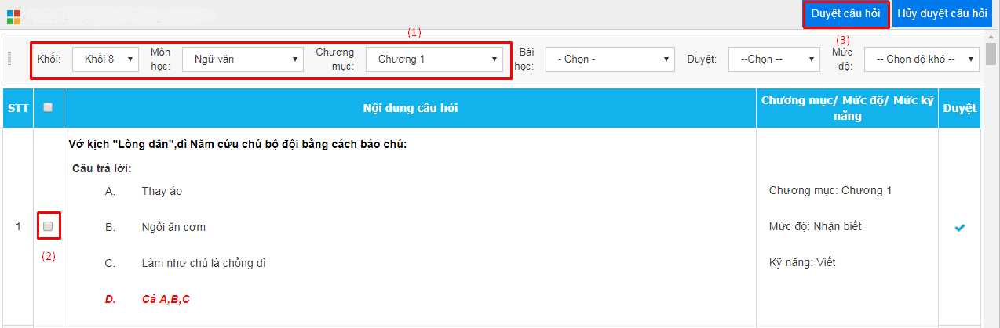 Duyệt câu hỏi Hủy duyệt câu hỏi
(1)
(3)
Khối: Khối 8 Môn học: Ngữ văn Chương mục: Chương 1 Bài học: - Chọn - Duyệt: --Chọn -- Mức độ: -- Chọn độ khó --
STT Nội dung câu hỏi Chương mục/ Mức độ/ Mức kỹ năng Duyệt
Vở kịch "Lòng dân",dì Năm cứu chú bộ đội bằng cách bảo chú:
Câu trả lời:
A. Thay áo
Chương mục: Chương 1
1
B. Ngồi ăn cơm
Mức độ: Nhận biết
(2)
C. Làm như chú là chồng dì
Kỹ năng: Viết
D. Cả A,B,C